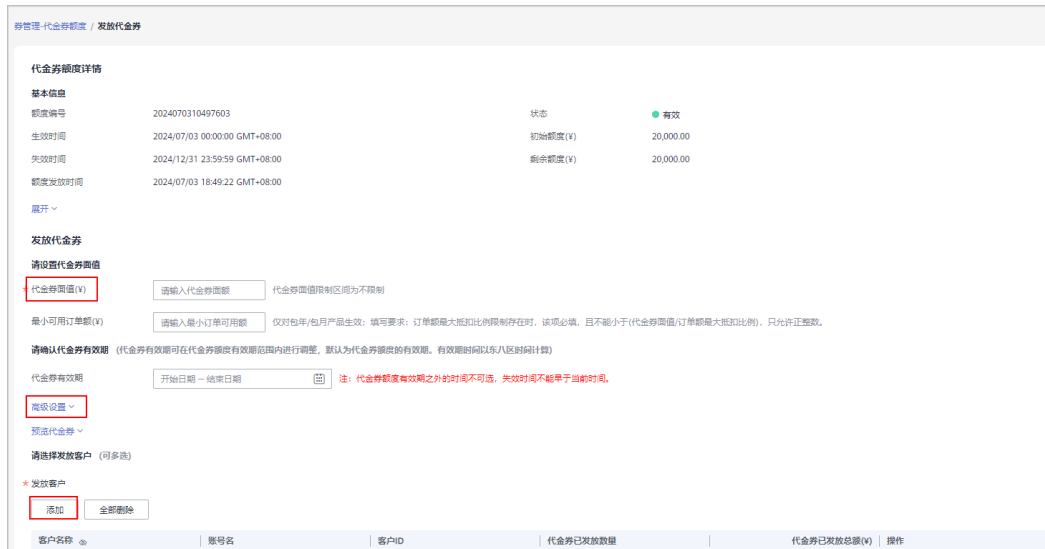 券管理-代金券额度 / 发放代金券
代金券额度详情
基本信息
额度编号 2024070310497603 状态 有效
生效时间 2024/07/03 00:00:00 GMT+08:00 初始额度(¥) 20,000.00
失效时间 2024/12/31 23:59:59 GMT+08:00 剩余额度(¥) 20,000.00
额度发放时间 2024/07/03 18:49:22 GMT+08:00
展开
发放代金券
请设置代金券面值
* 代金券面值(¥) 请输入代金券面额 代金券面值限制区间为不限制
最小可用订单额(¥) 请输入最小订单可用额 仅对包年/包月产品生效；填写要求：订单额最大抵扣比例限制存在时，该项必填，且不能小于(代金券面值/订单额最大抵扣比例)，只允许正整数。
请确认代金券有效期 (代金券有效期可在代金券额度有效期范围内进行调整，默认为代金券额度的有效期。有效期时间以东八区时间计算)
代金券有效期 开始日期 – 结束日期 注：代金券额度有效期之外的时间不可选，失效时间不能早于当前时间。
高级设置
预览代金券
请选择发放客户 (可多选)
* 发放客户
添加 全部删除
客户名称 账号名 客户ID 代金券已发放数量 代金券已发放总额(¥) 操作